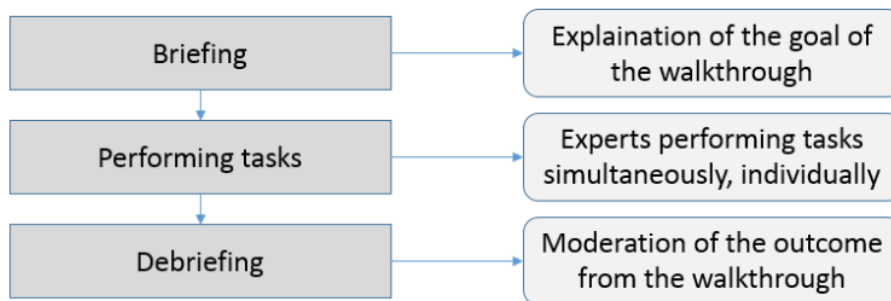 Briefing
Explaination of the goal of
the walkthrough
Performing tasks
Experts performing tasks
simultaneously, individually
Debriefing
Moderation of the outcome
from the walkthrough